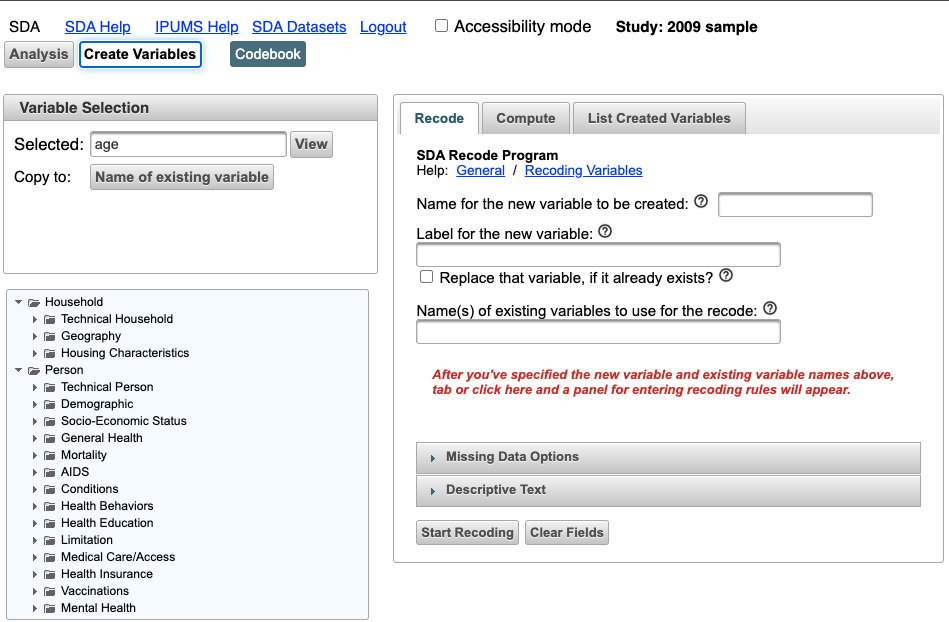 SDA SDA Help IPUMS Help SDA Datasets Logout Accessibility mode Study: 2009 sample
Analysis Create Variables Codebook
Variable Selection
Selected: age View
Copy to: Name of existing variable
Household
Technical Household
Geography
Housing Characteristics
Person
Technical Person
Demographic
Socio-Economic Status
General Health
Mortality
AIDS
Conditions
Health Behaviors
Health Education
Limitation
Medical Care/Access
Health Insurance
Vaccinations
Mental Health
Recode Compute List Created Variables
SDA Recode Program
Help: General / Recoding Variables
Name for the new variable to be created: ?
Label for the new variable: ?
Replace that variable, if it already exists? ?
Name(s) of existing variables to use for the recode: ?
After you've specified the new variable and existing variable names above,
tab or click here and a panel for entering recoding rules will appear.
Missing Data Options
Descriptive Text
Start Recoding Clear Fields